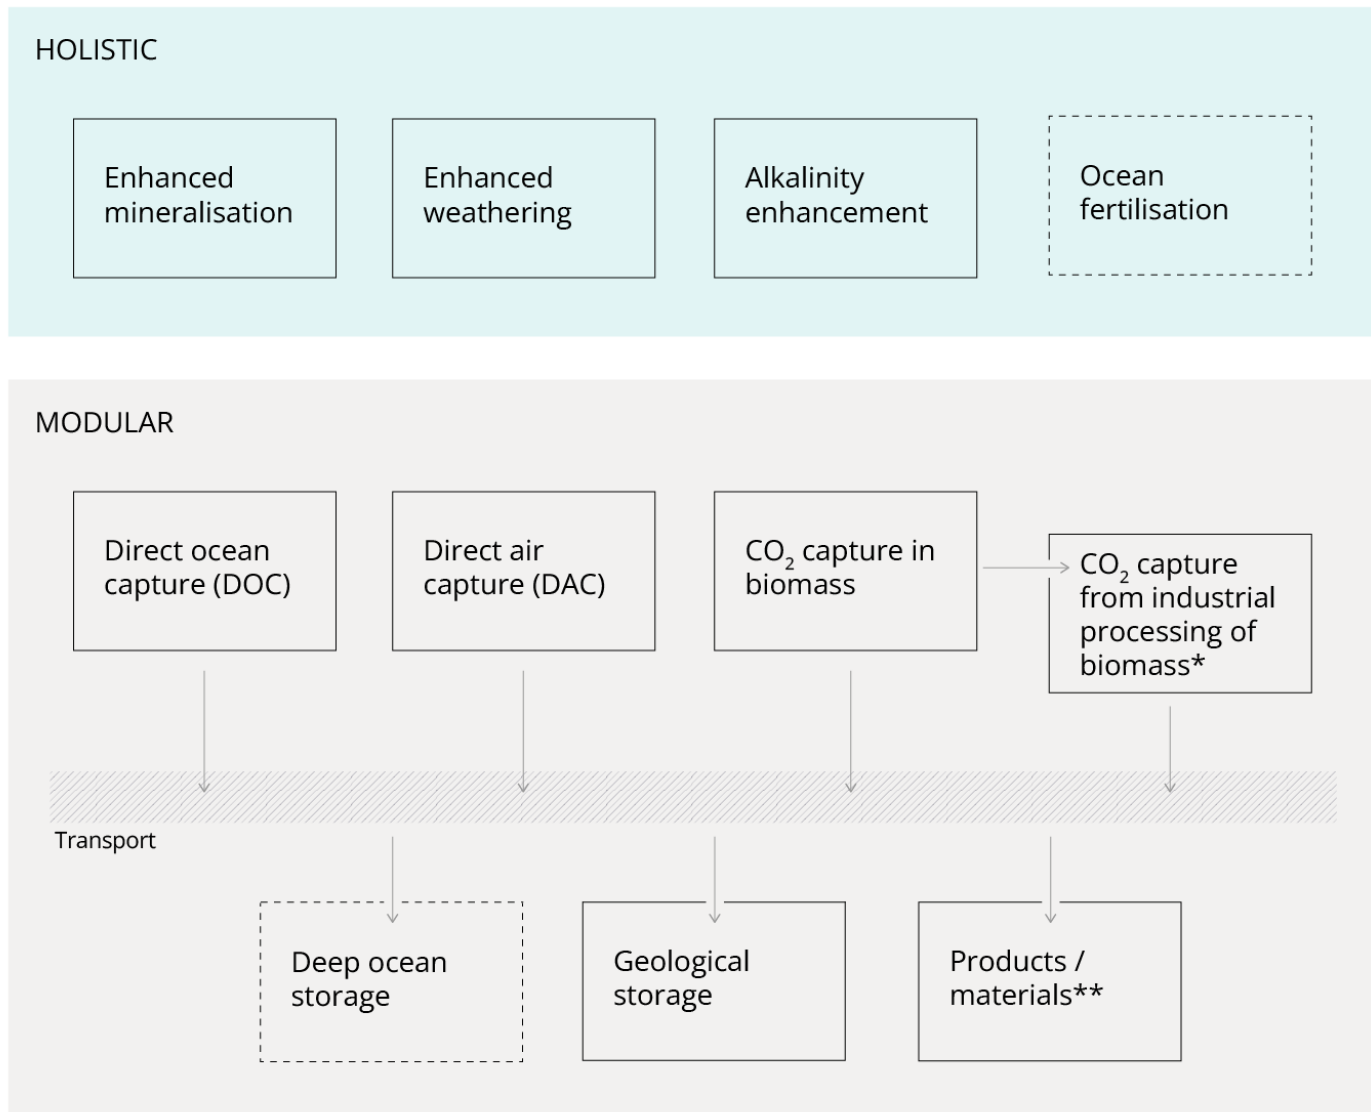 HOLISTIC
Enhanced
mineralisation
Enhanced
weathering
Alkalinity
enhancement
Ocean
fertilisation
MODULAR
Direct ocean
capture (DOC)
Direct air
capture (DAC)
CO₂ capture in
biomass
CO₂ capture
from industrial
processing of
biomass*
Transport
Deep ocean
storage
Geological
storage
Products /
materials**